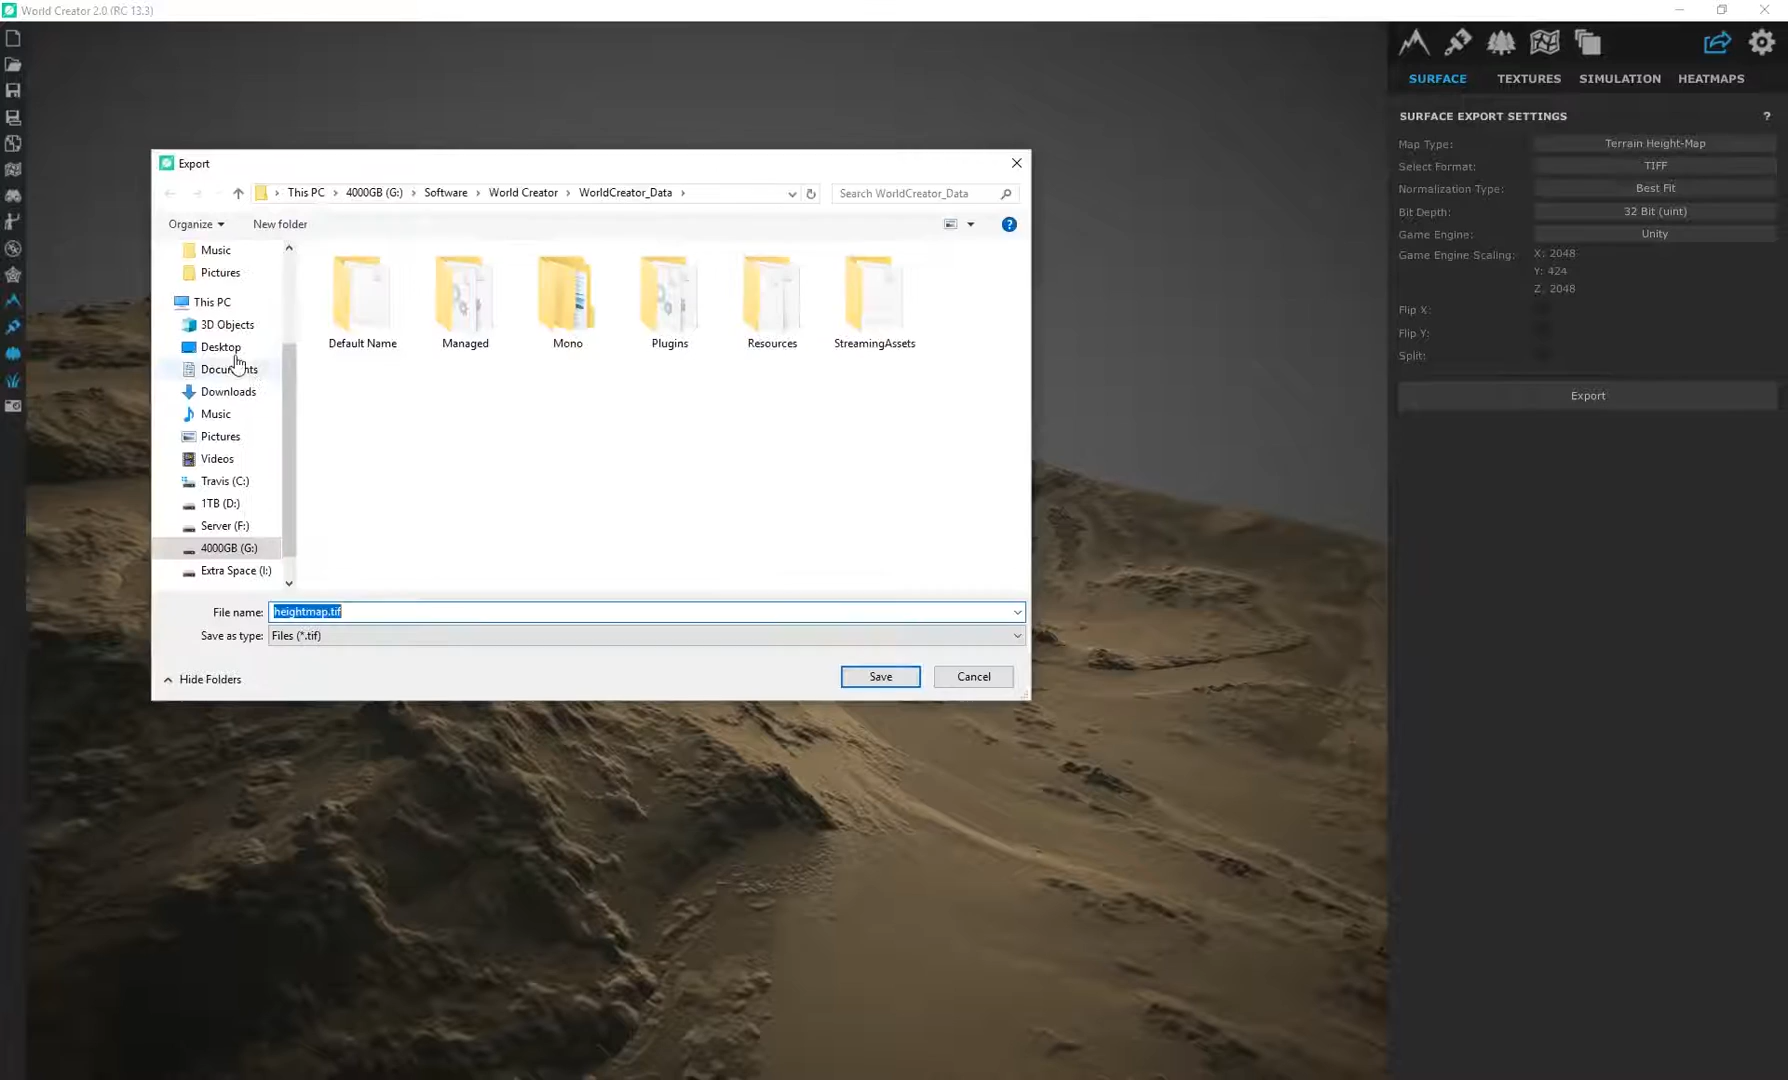 World Creator 2.0 (RC 13.3)
SURFACE TEXTURES SIMULATION HEATMAPS
SURFACE EXPORT SETTINGS ?
Map Type: Terrain Height-Map
Select Format: TIFF
Normalization Type: Best Fit
Bit Depth: 32 Bit (uint)
Game Engine: Unity
Game Engine Scaling: X: 2048
Y: 424
Z: 2048
Flip X:
Flip Y:
Split:
Export
Export
This PC > 4000GB (G:) > Software > World Creator > WorldCreator_Data >
Search WorldCreator_Data
Organize New folder
Music
Pictures
This PC
3D Objects
Desktop
Documents
Downloads
Music
Pictures
Videos
Travis (C:)
1TB (D:)
Server (F:)
4000GB (G:)
Extra Space (I:)
Default Name Managed Mono Plugins Resources StreamingAssets
File name: heightmap.tif
Save as type: Files (*.tif)
Hide Folders
Save Cancel